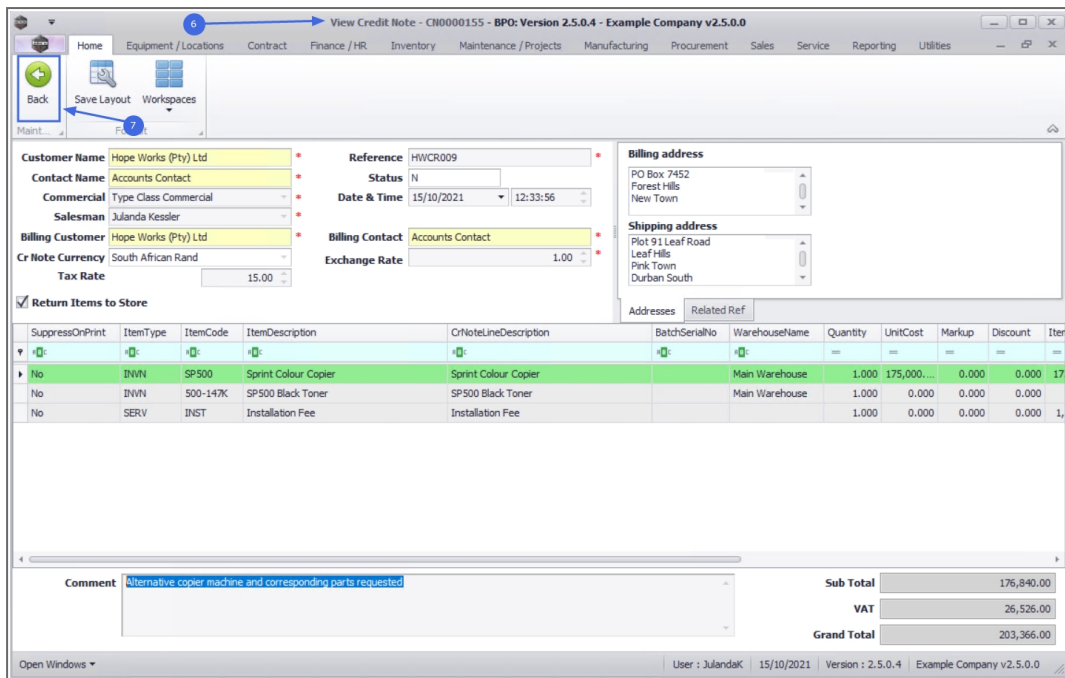 6
View Credit Note - CN0000155 - BPO: Version 2.5.0.4 - Example Company v2.5.0.0
Home Equipment / Locations Contract Finance / HR Inventory Maintenance / Projects Manufacturing Procurement Sales Service Reporting Utilities
Back Save Layout Workspaces
7
Maint...
Customer Name Hope Works (Pty) Ltd * Reference HWCR009 *
Contact Name Accounts Contact * Status N
Commercial Type Class Commercial * Date & Time 15/10/2021 12:33:56
Salesman Julanda Kessler *
Billing Customer Hope Works (Pty) Ltd * Billing Contact Accounts Contact *
Cr Note Currency South African Rand Exchange Rate 1.00 *
Tax Rate 15.00
Return Items to Store
Billing address
PO Box 7452
Forest Hills
New Town
Shipping address
Plot 91 Leaf Road
Leaf Hills
Pink Town
Durban South
Addresses Related Ref
SuppressOnPrint ItemType ItemCode ItemDescription CrNoteLineDescription BatchSerialNo WarehouseName Quantity UnitCost Markup Discount Iter
No INVN SP500 Sprint Colour Copier Sprint Colour Copier Main Warehouse 1.000 175,000.... 0.000 0.000 17
No INVN 500-147K SP500 Black Toner SP500 Black Toner Main Warehouse 1.000 0.000 0.000 0.000
No SERV INST Installation Fee Installation Fee 1.000 0.000 0.000 0.000 1,
Comment Alternative copier machine and corresponding parts requested
Sub Total 176,840.00
VAT 26,526.00
Grand Total 203,366.00
Open Windows User : JulandaK 15/10/2021 Version : 2.5.0.4 Example Company v2.5.0.0